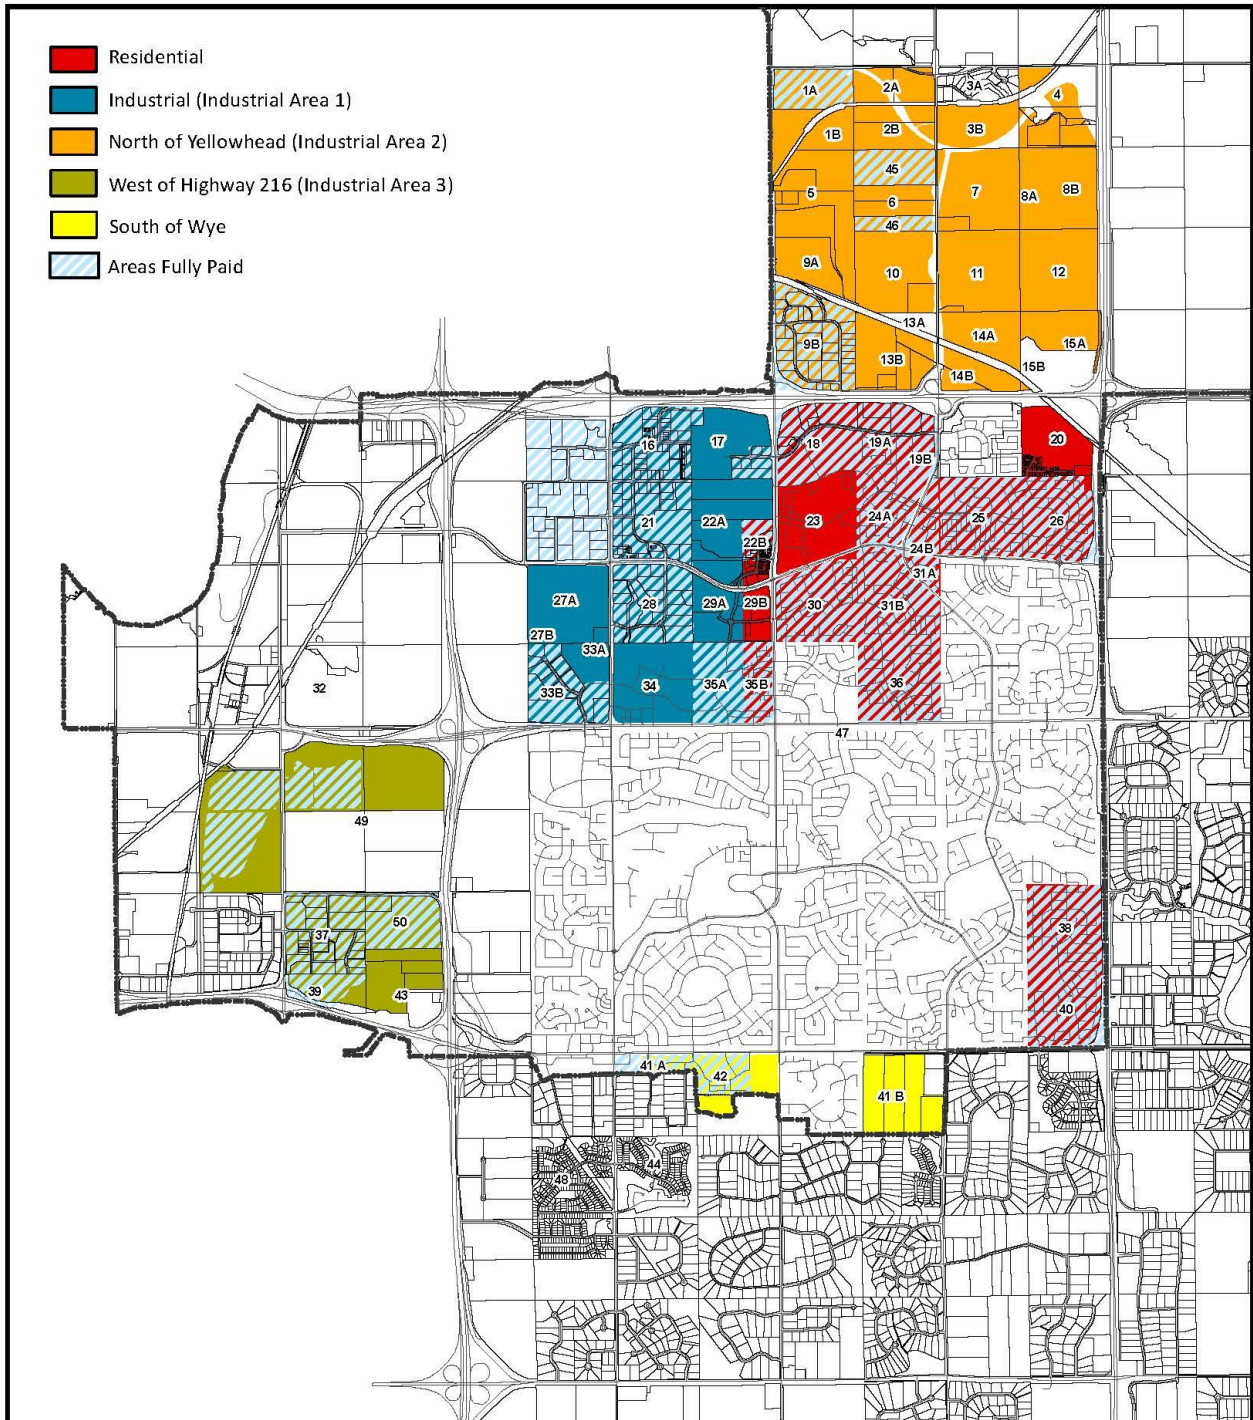 Residential
Industrial (Industrial Area 1)
North of Yellowhead (Industrial Area 2)
West of Highway 216 (Industrial Area 3)
South of Wye
Areas Fully Paid
1A
2A
3A
4
1B
2B
3B
45
5
6
7
8A
8B
46
9A
10
11
12
13A
9B
13B
14A
14B
15B
15A
16
17
18
19A
19B
20
21
22A
22B
23
24A
24B
25
26
27A
27B
28
29A
29B
30
31A
31B
32
33A
33B
34
35A
35B
36
47
49
37
50
38
39
43
40
41 A
42
41 B
48
44